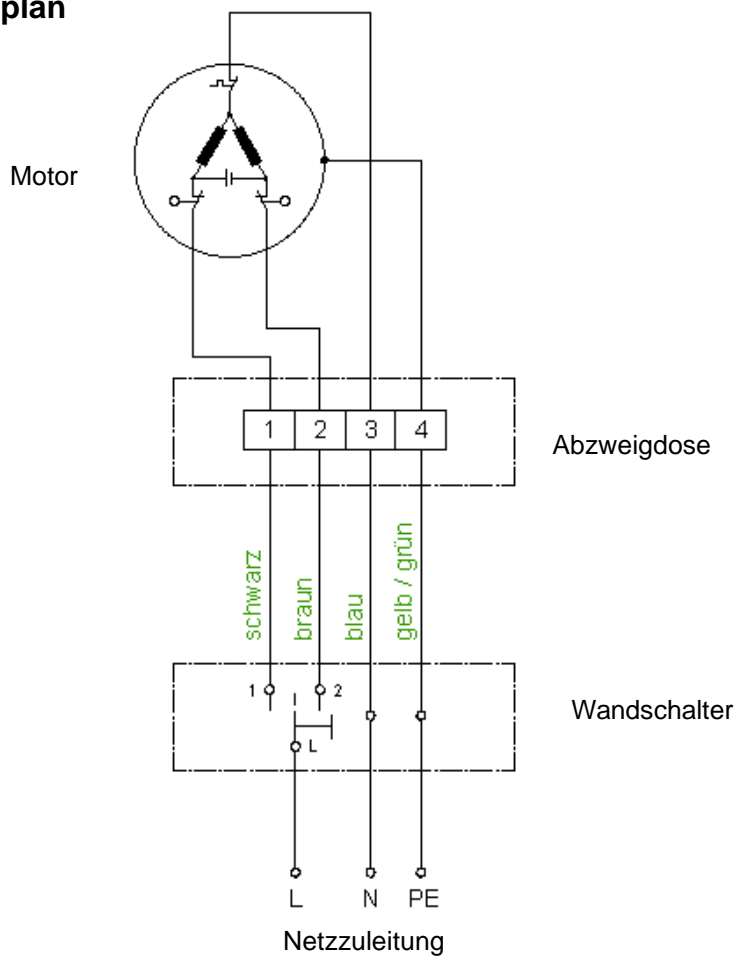 plan
Motor
1 2 3 4
Abzweigdose
schwarz
braun
blau
gelb / grün
1 2
L
Wandschalter
L N PE
Netzzuleitung